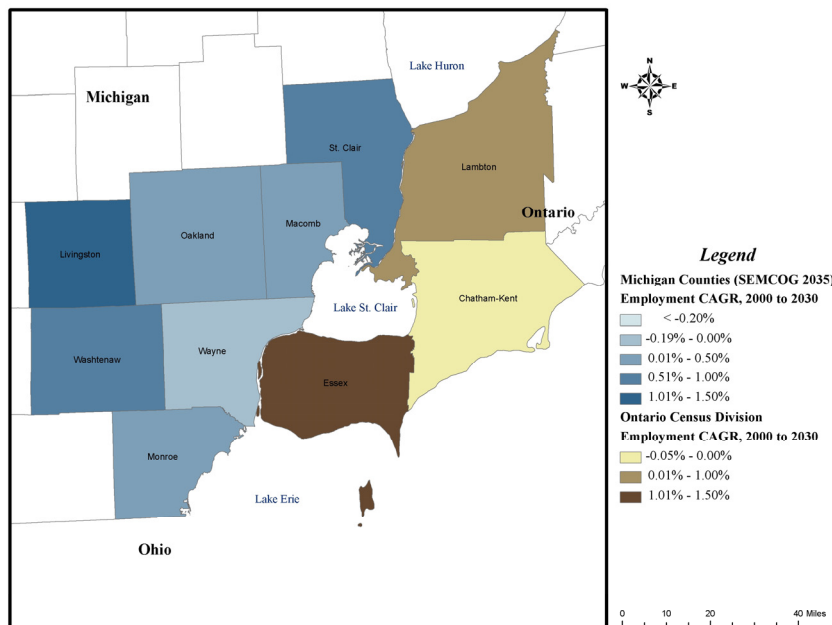 Lake Huron
Michigan
St. Clair
Lambton
Ontario
Oakland
Macomb
Livingston
Lake St. Clair
Chatham-Kent
Washtenaw
Wayne
Essex
Monroe
Lake Erie
Ohio
N
W E
S
Legend
Michigan Counties (SEMCOG 2035)
Employment CAGR, 2000 to 2030
< -0.20%
-0.19% - 0.00%
0.01% - 0.50%
0.51% - 1.00%
1.01% - 1.50%
Ontario Census Division
Employment CAGR, 2000 to 2030
-0.05% - 0.00%
0.01% - 1.00%
1.01% - 1.50%
0 10 20 40 Miles